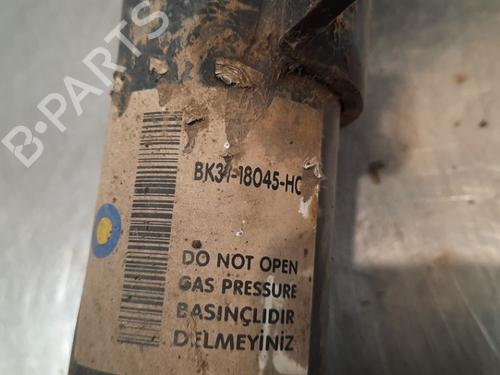 B-PARTS
BK31-18045-HC
DO NOT OPEN
GAS PRESSURE
BASINÇLIDIR
DELMEYİNİZ